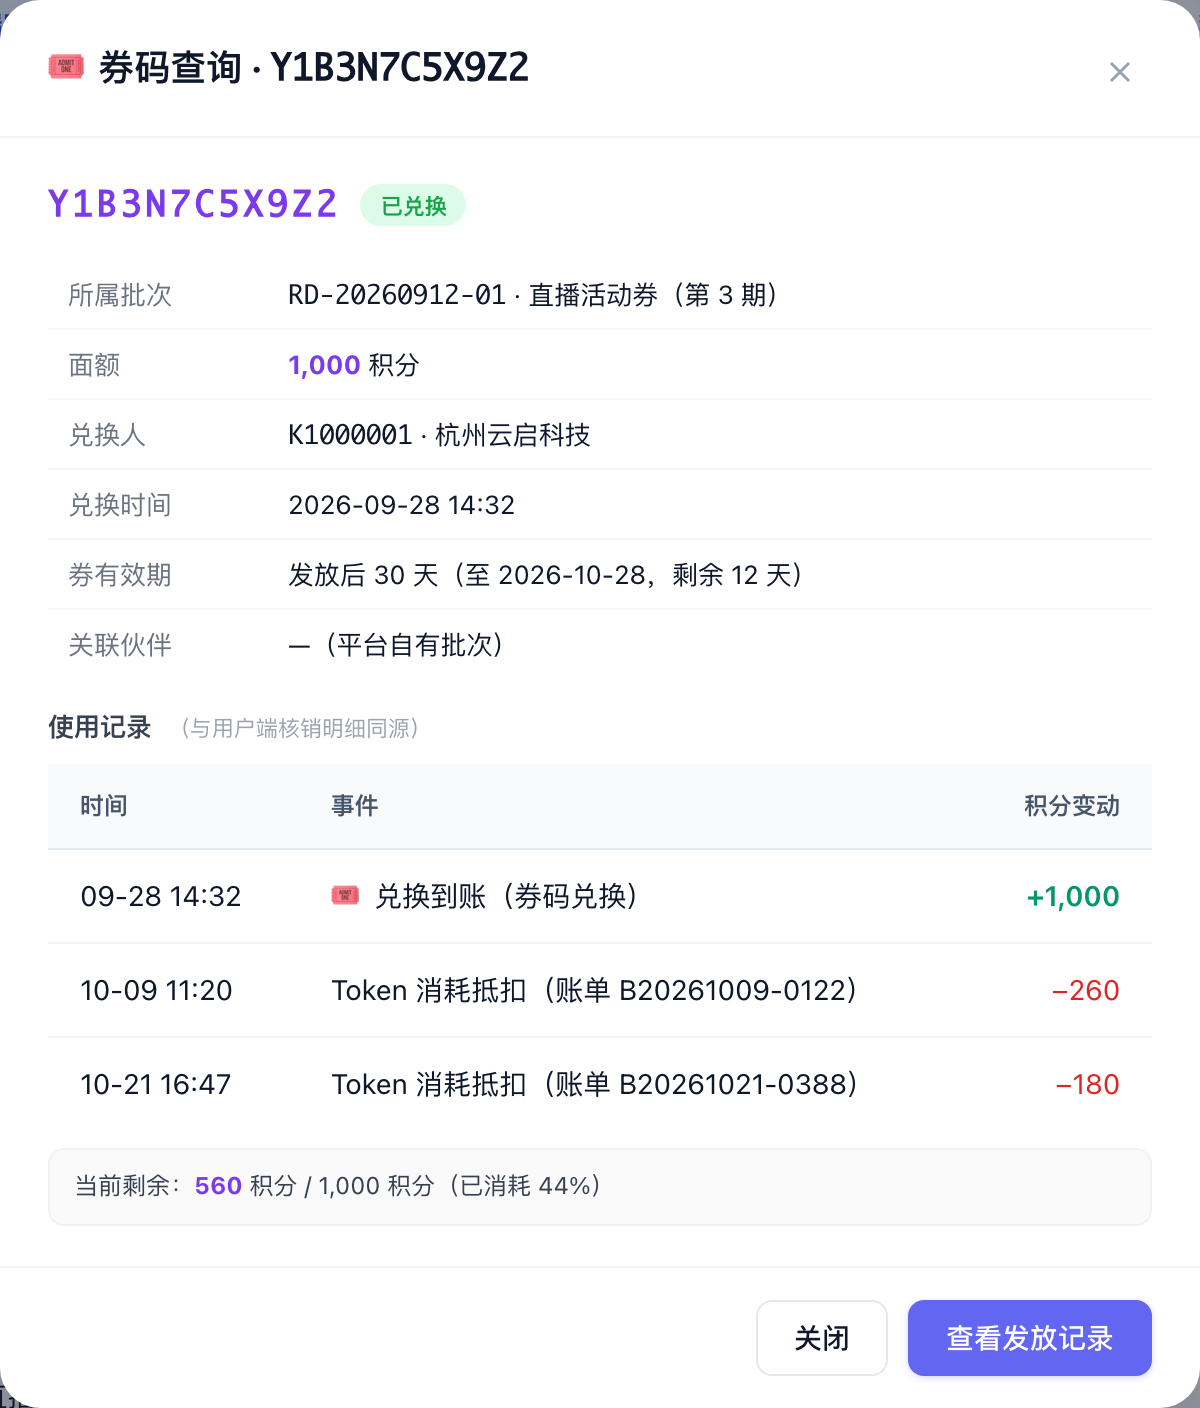 券码查询 · Y1B3N7C5X9Z2
Y1B3N7C5X9Z2 已兑换
所属批次 RD-20260912-01 · 直播活动券（第 3 期）
面额 1,000 积分
兑换人 K1000001 · 杭州云启科技
兑换时间 2026-09-28 14:32
券有效期 发放后 30 天（至 2026-10-28，剩余 12 天）
关联伙伴 —（平台自有批次）
使用记录 （与用户端核销明细同源）
时间 事件 积分变动
09-28 14:32 兑换到账（券码兑换） +1,000
10-09 11:20 Token 消耗抵扣（账单 B20261009-0122） −260
10-21 16:47 Token 消耗抵扣（账单 B20261021-0388） −180
当前剩余：560 积分 / 1,000 积分（已消耗 44%）
关闭 查看发放记录